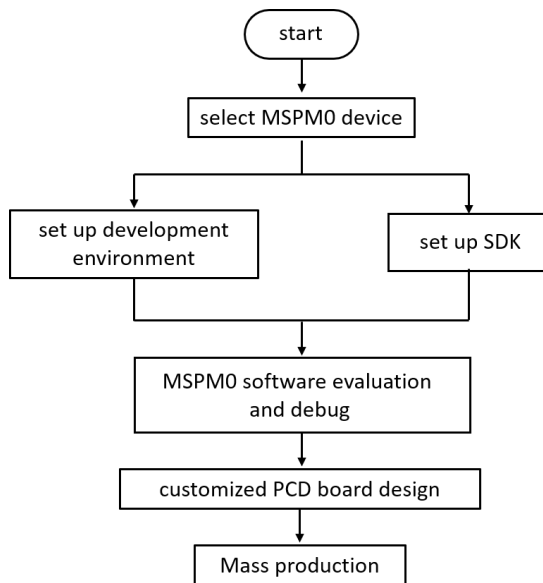 start
select MSPM0 device
set up development
environment
set up SDK
MSPM0 software evaluation
and debug
customized PCD board design
Mass production